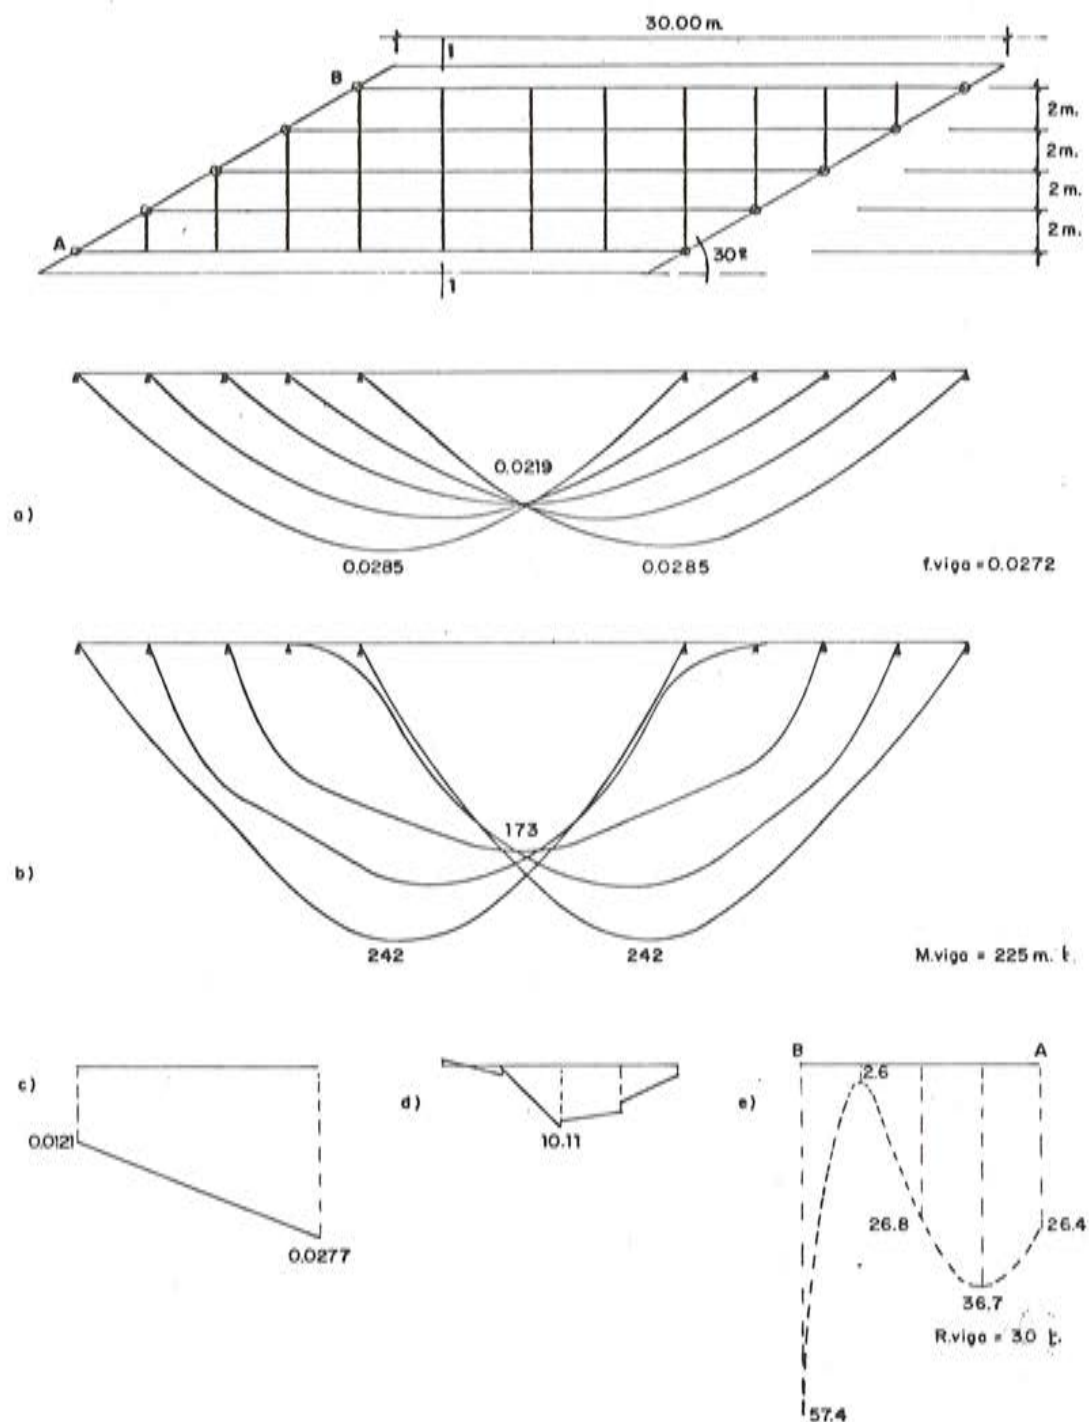 30.00 m.
1
B
2 m.
2 m.
2 m.
2 m.
A
30º
1
0.0219
a)
0.0285
0.0285
f.viga = 0.0272
173
b)
242
242
M.viga = 225 m. t.
c)
0.0121
0.0277
d)
10.11
e)
B
A
2.6
26.8
26.4
36.7
R.viga = 30 t.
57.4